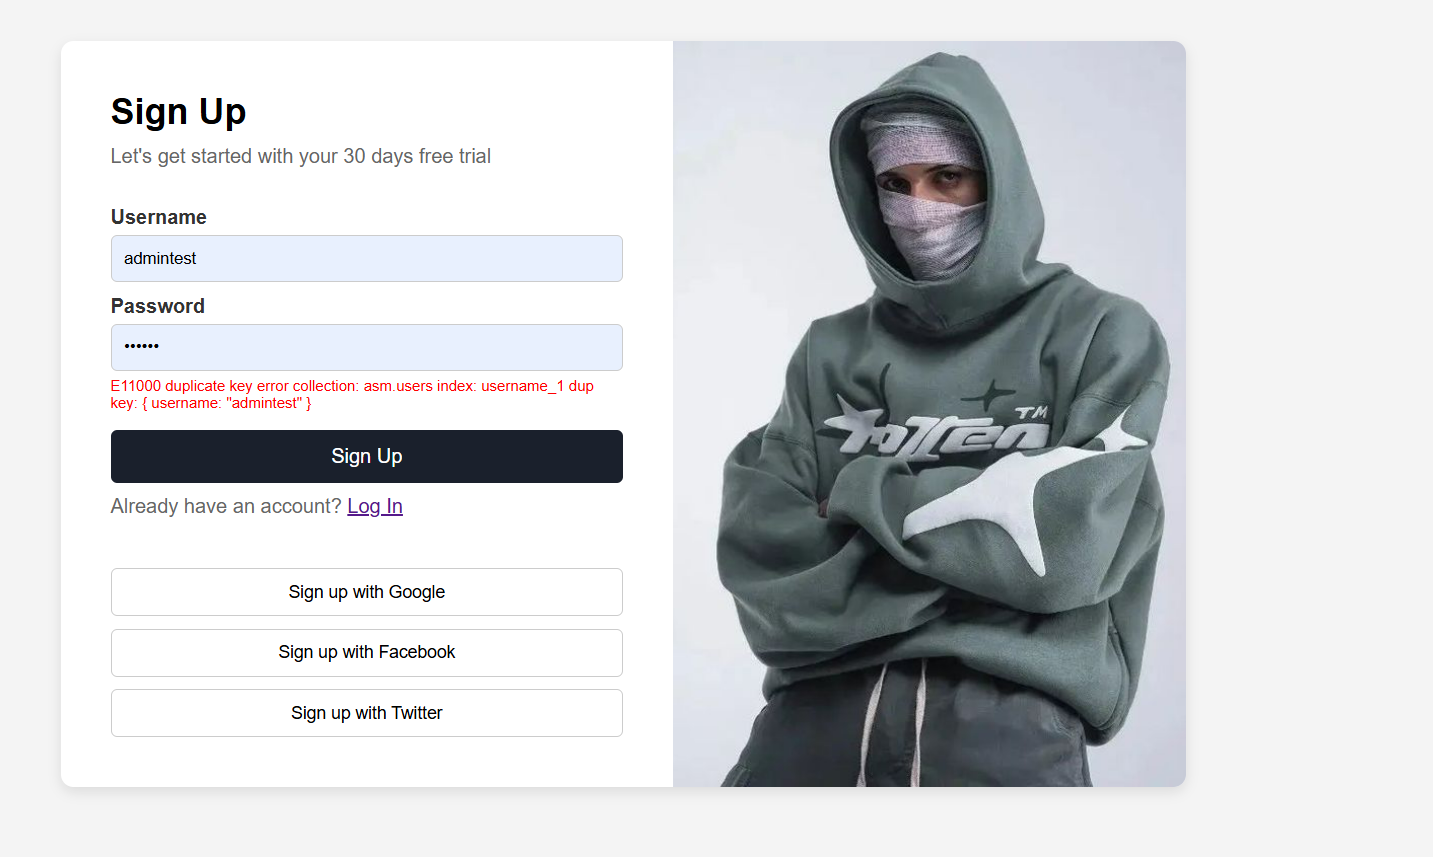 Sign Up
Let's get started with your 30 days free trial
Username
admintest
Password
••••••
E11000 duplicate key error collection: asm.users index: username_1 dup
key: { username: "admintest" }
Sign Up
Already have an account? Log In
Sign up with Google
Sign up with Facebook
Sign up with Twitter
TM